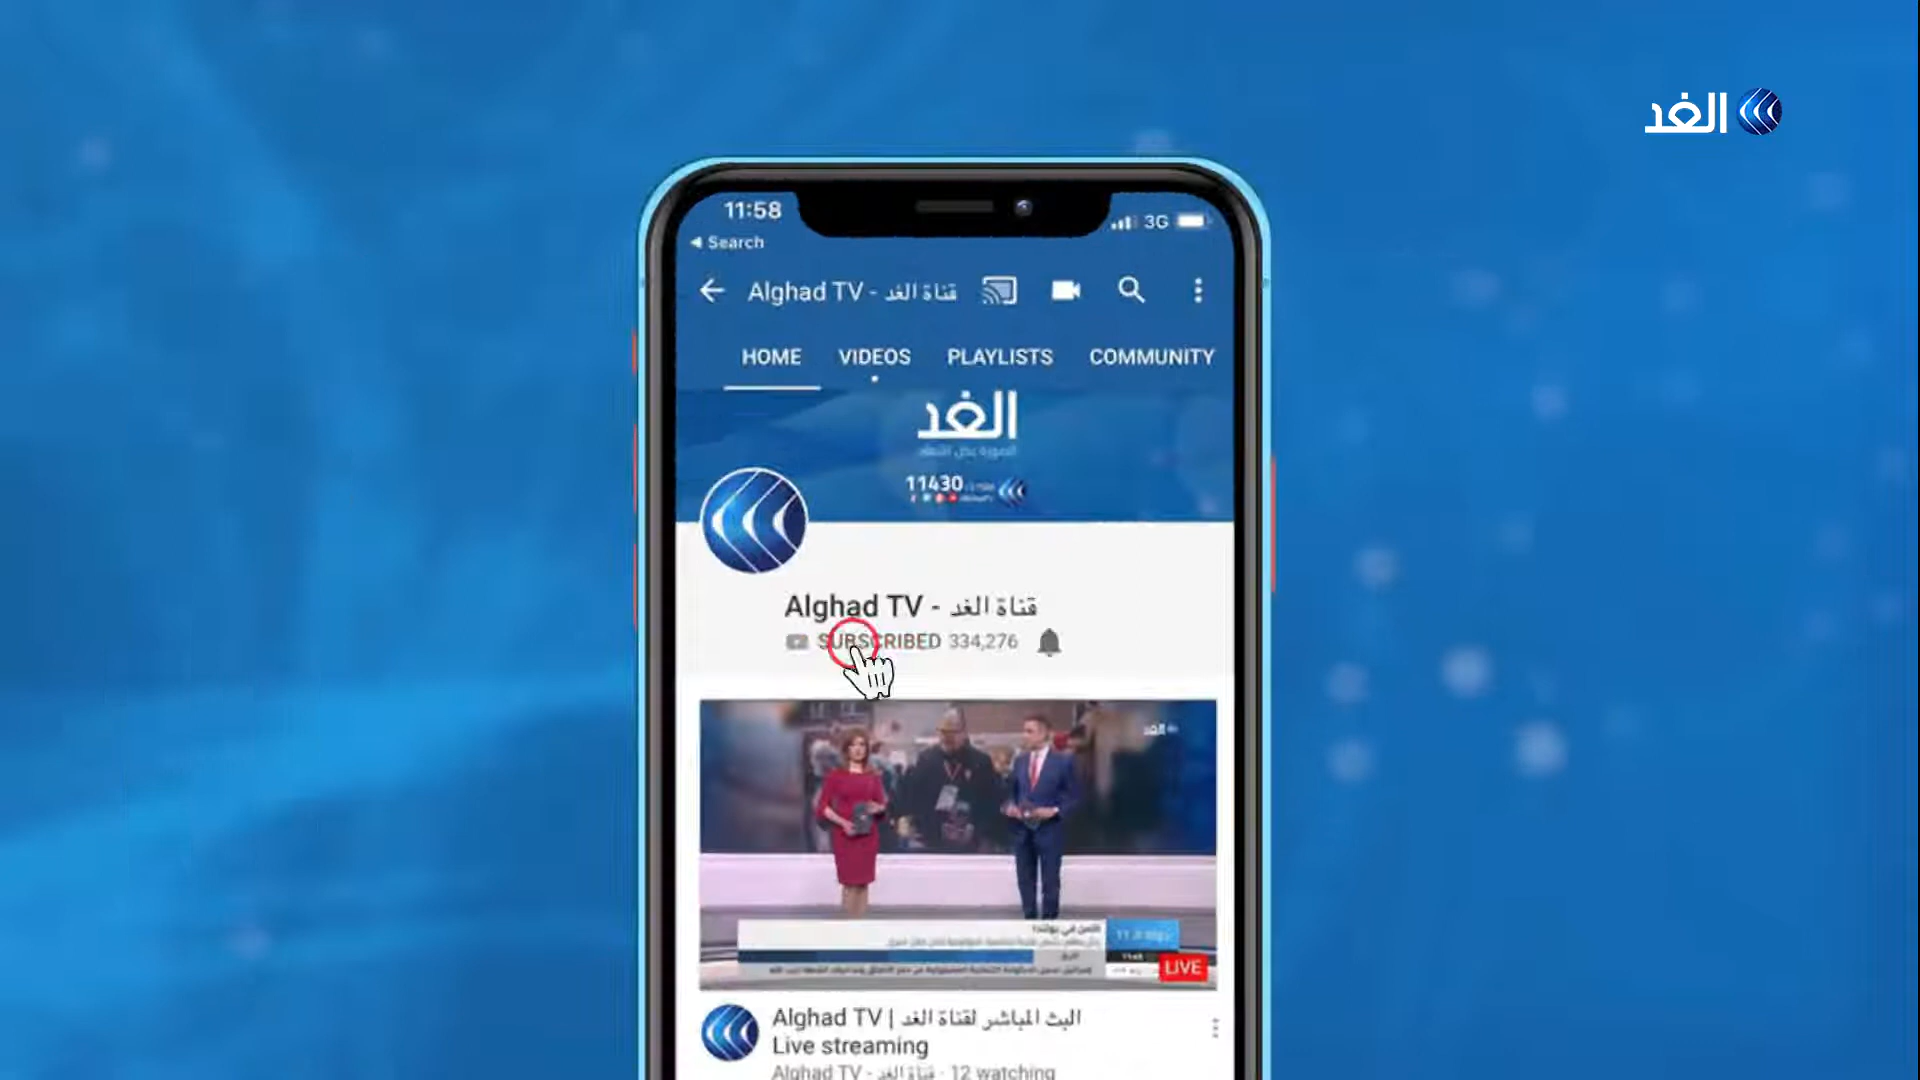 الغد
11:58
3G
Search
Alghad TV - قناة الغد
HOME VIDEOS PLAYLISTS COMMUNITY
الغد
11430
Alghad TV - قناة الغد
SUBSCRIBED 334,276
الغد
LIVE
Alghad TV | البث المباشر لقناة الغد
Live streaming
Alghad TV - قناة الغد · 12 watching